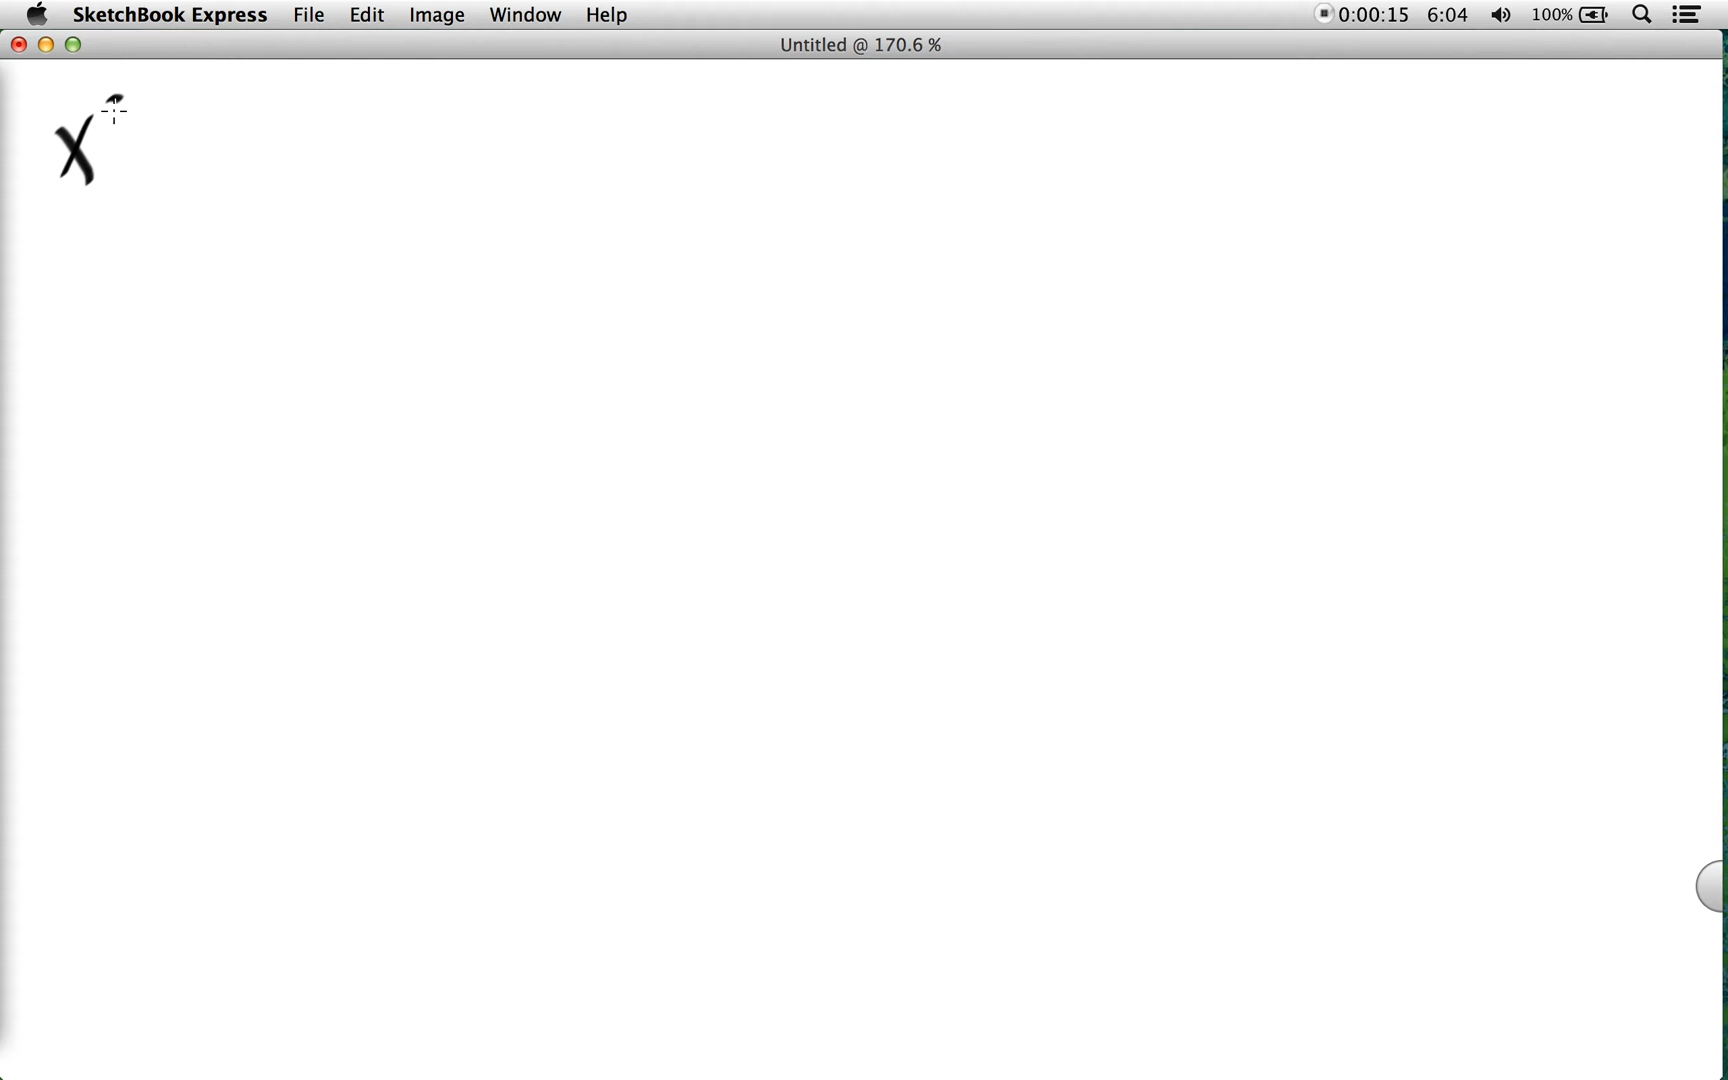 SketchBook Express File Edit Image Window Help 0:00:15 6:04 100%
Untitled @ 170.6 %
x